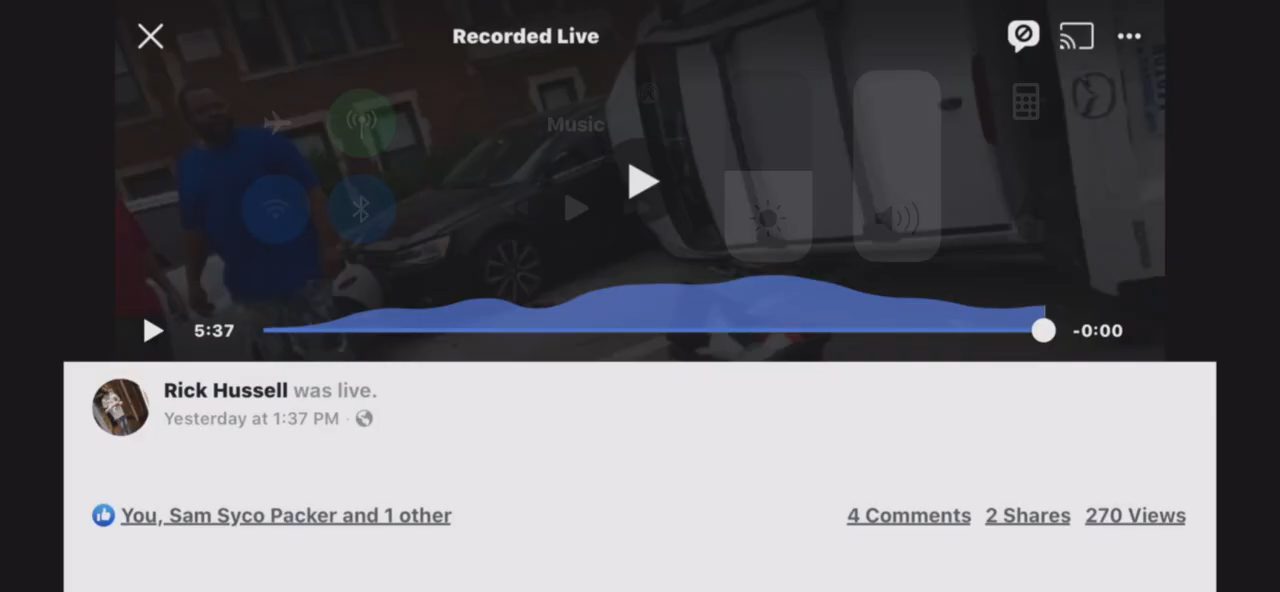 Recorded Live
Music
5:37
-0:00
Rick Hussell was live.
Yesterday at 1:37 PM ·
You, Sam Syco Packer and 1 other
4 Comments 2 Shares 270 Views